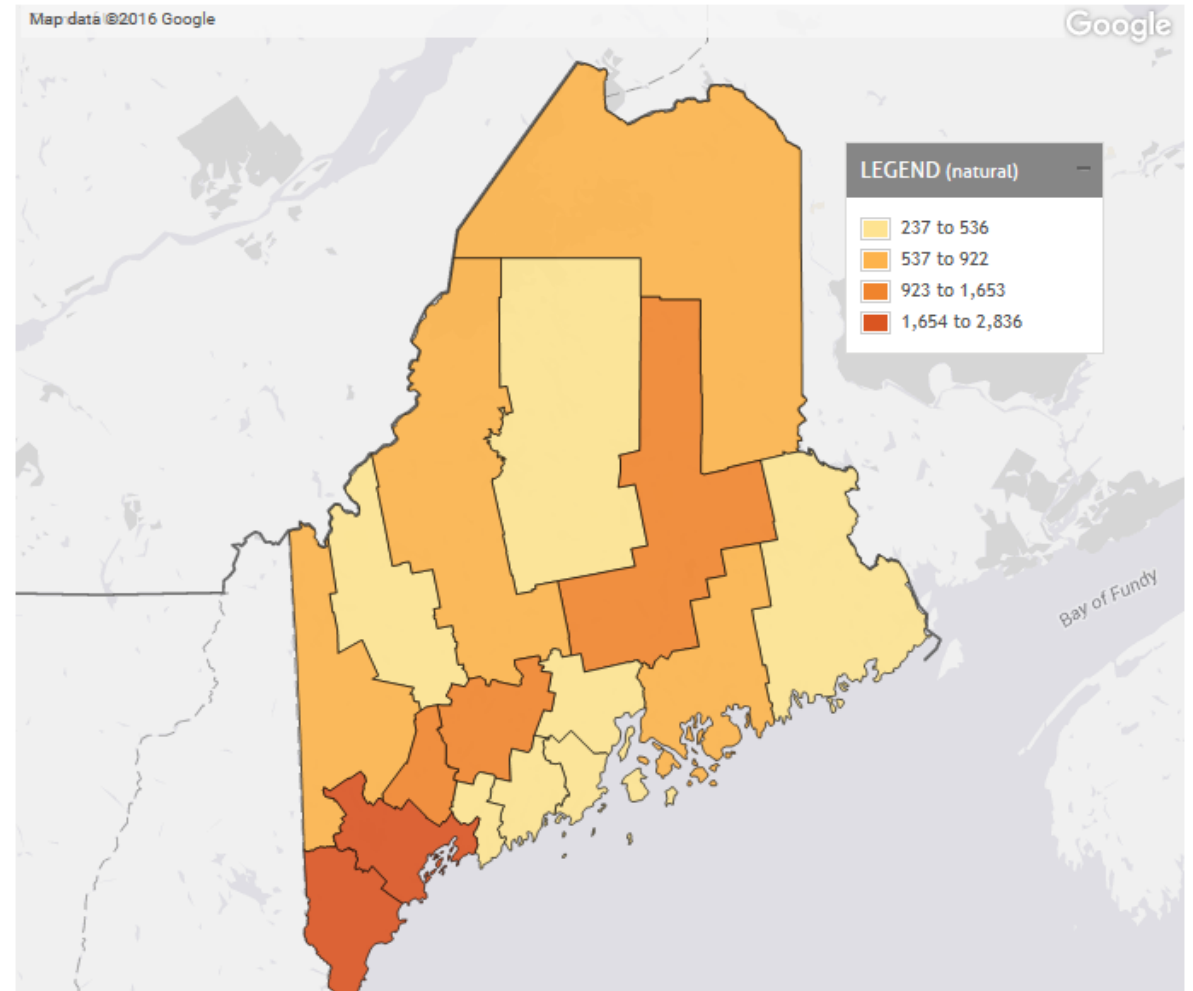 Map data ©2016 Google
Google
LEGEND (natural)
237 to 536
537 to 922
923 to 1,653
1,654 to 2,836
Bay of Fundy